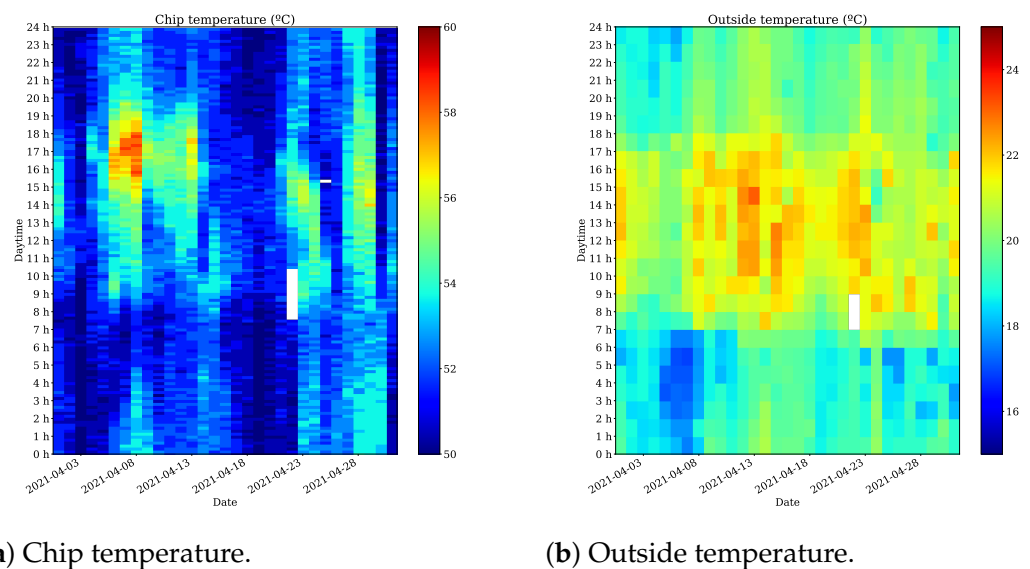 Chip temperature (ºC)
24 h
23 h
22 h
21 h
20 h
19 h
18 h
17 h
16 h
15 h
14 h
13 h
12 h
11 h
10 h
9 h
8 h
7 h
6 h
5 h
4 h
3 h
2 h
1 h
0 h
Daytime
2021-04-03
2021-04-08
2021-04-13
2021-04-18
2021-04-23
2021-04-28
Date
60
58
56
54
52
50
Outside temperature (ºC)
24 h
23 h
22 h
21 h
20 h
19 h
18 h
17 h
16 h
15 h
14 h
13 h
12 h
11 h
10 h
9 h
8 h
7 h
6 h
5 h
4 h
3 h
2 h
1 h
0 h
Daytime
2021-04-03
2021-04-08
2021-04-13
2021-04-18
2021-04-23
2021-04-28
Date
24
22
20
18
16
) Chip temperature.
(b) Outside temperature.